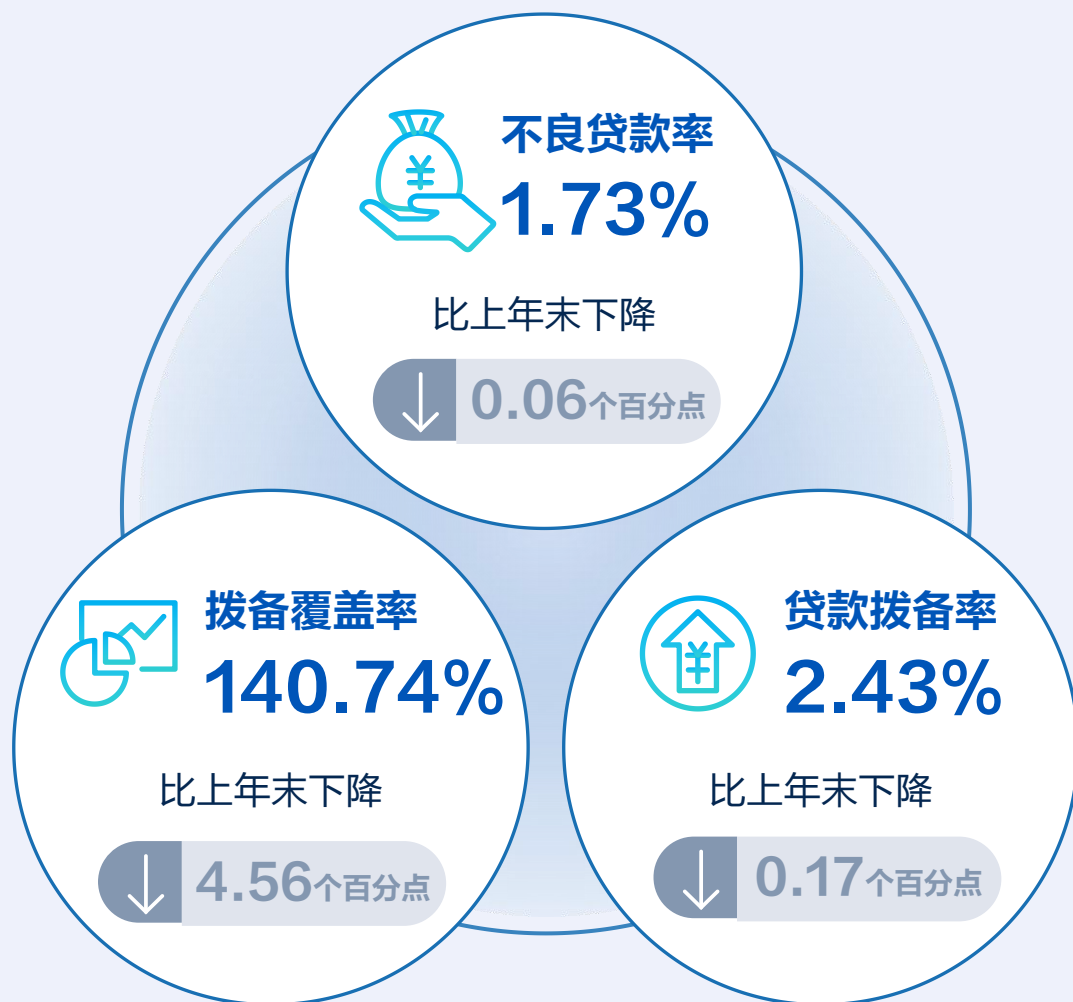 不良贷款率
1.73%
比上年末下降
0.06个百分点
拨备覆盖率
140.74%
比上年末下降
4.56个百分点
贷款拨备率
2.43%
比上年末下降
0.17个百分点